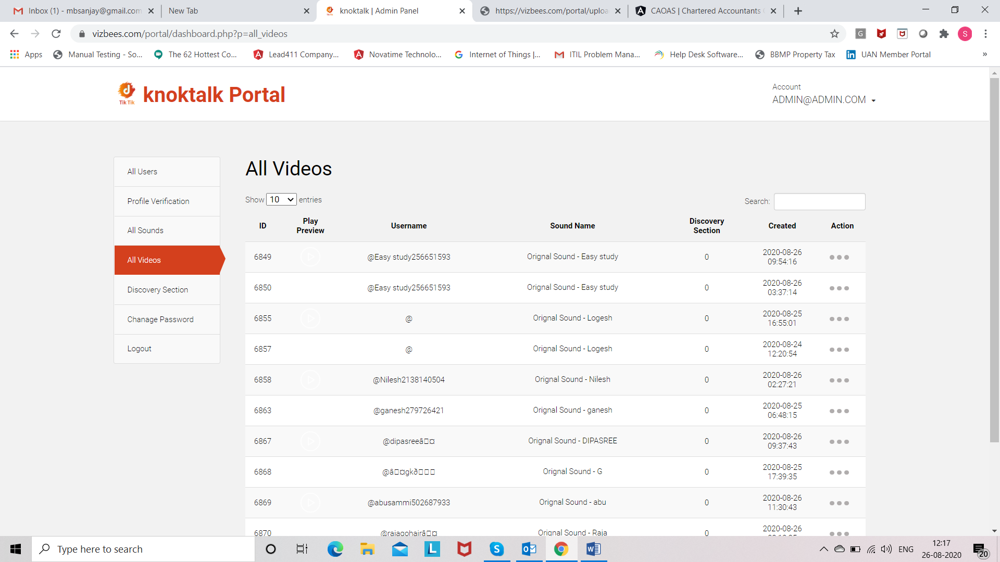 Inbox (1) - mbsanjay@gmail.com
New Tab
knoktalk | Admin Panel
https://vizbees.com/portal/uploa
CAOAS | Chartered Accountants
vizbees.com/portal/dashboard.php?p=all_videos
G
S
Apps
Manual Testing - So...
The 62 Hottest Co...
Lead411 Company,...
Novatime Technolo...
Internet of Things |...
ITIL Problem Mana...
Help Desk Software...
BBMP Property Tax
UAN Member Portal
»
Tik Tik
knoktalk Portal
Account
ADMIN@ADMIN.COM
All Users
Profile Verification
All Sounds
All Videos
Discovery Section
Chanage Password
Logout
All Videos
Show 10 entries
Search:
ID Play Preview Username Sound Name Discovery Section Created Action
6849 @Easy study256651593 Orignal Sound - Easy study 0 2020-08-26 09:54:16
6850 @Easy study256651593 Orignal Sound - Easy study 0 2020-08-26 03:37:14
6855 @ Orignal Sound - Logesh 0 2020-08-25 16:55:01
6857 @ Orignal Sound - Logesh 0 2020-08-24 12:20:54
6858 @Nilesh2138140504 Orignal Sound - Nilesh 0 2020-08-26 02:27:21
6863 @ganesh279726421 Orignal Sound - ganesh 0 2020-08-25 06:48:15
6867 @dipasreeâ□¤ Orignal Sound - DIPASREE 0 2020-08-26 09:37:43
6868 @â□¤gkð□□□ Orignal Sound - G 0 2020-08-25 17:39:35
6869 @abusammi502687933 Orignal Sound - abu 0 2020-08-26 11:30:43
6870 @rajagohairâ□¤ Orignal Sound - Raja 0 2020-08-26
Type here to search
ENG
12:17
26-08-2020
20